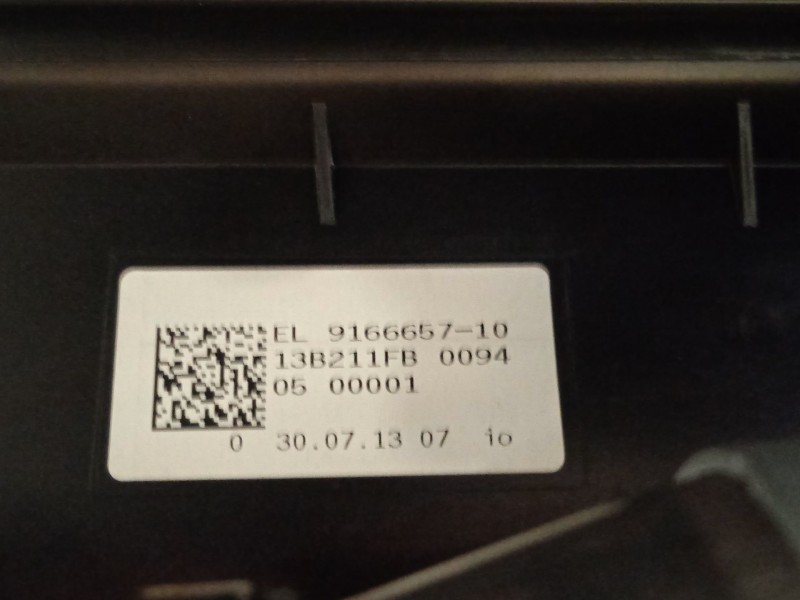 EL 9166657-10
13B211FB 0094
05 00001
0 30.07.13 07 io